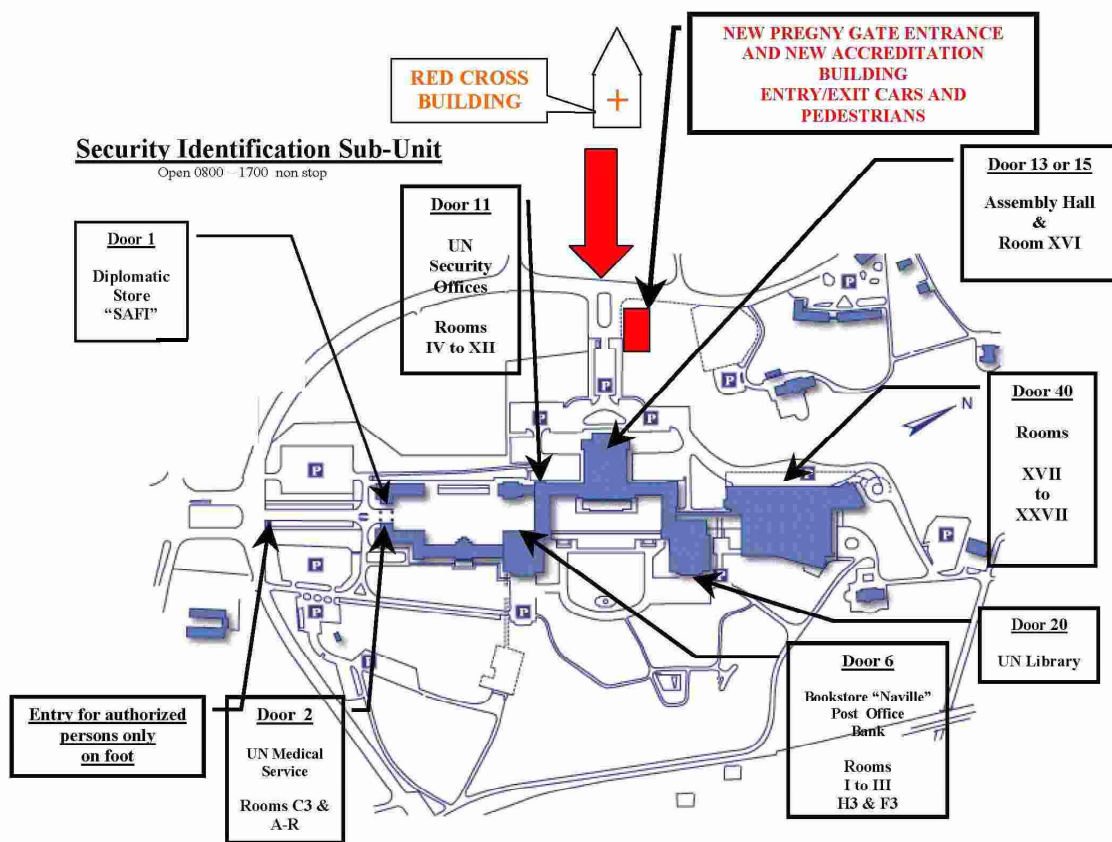 NEW PREGNY GATE ENTRANCE
AND NEW ACCREDITATION
BUILDING
ENTRY/EXIT CARS AND
PEDESTRIANS
RED CROSS
BUILDING
Security Identification Sub-Unit
Open 0800 – 1700 non stop
Door 1
Diplomatic
Store
“SAFI”
Door 11
UN
Security
Offices
Rooms
IV to XII
Door 13 or 15
Assembly Hall
&
Room XVI
Door 40
Rooms
XVII
to
XXVII
N
P
P
P
P
P
P
P
P
P
P
P
P
P
Door 20
UN Library
Door 6
Bookstore “Naville”
Post Office
Bank
Rooms
I to III
H3 & F3
Door 2
UN Medical
Service
Rooms C3 &
A-R
Entry for authorized
persons only
on foot